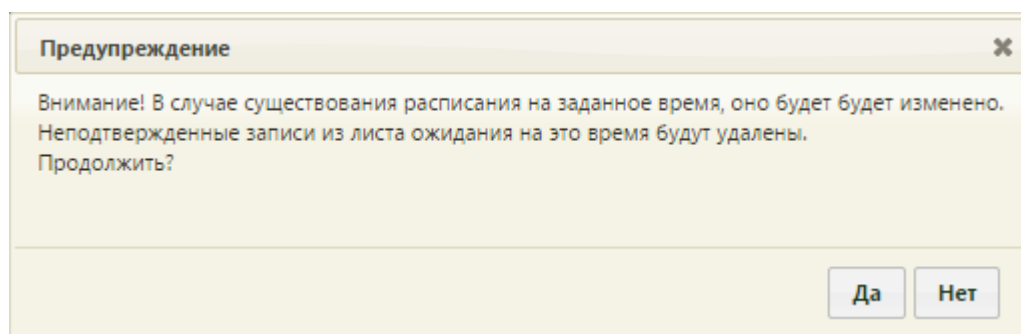 Предупреждение
Внимание! В случае существования расписания на заданное время, оно будет будет изменено.
Неподтвержденные записи из листа ожидания на это время будут удалены.
Продолжить?
Да Нет